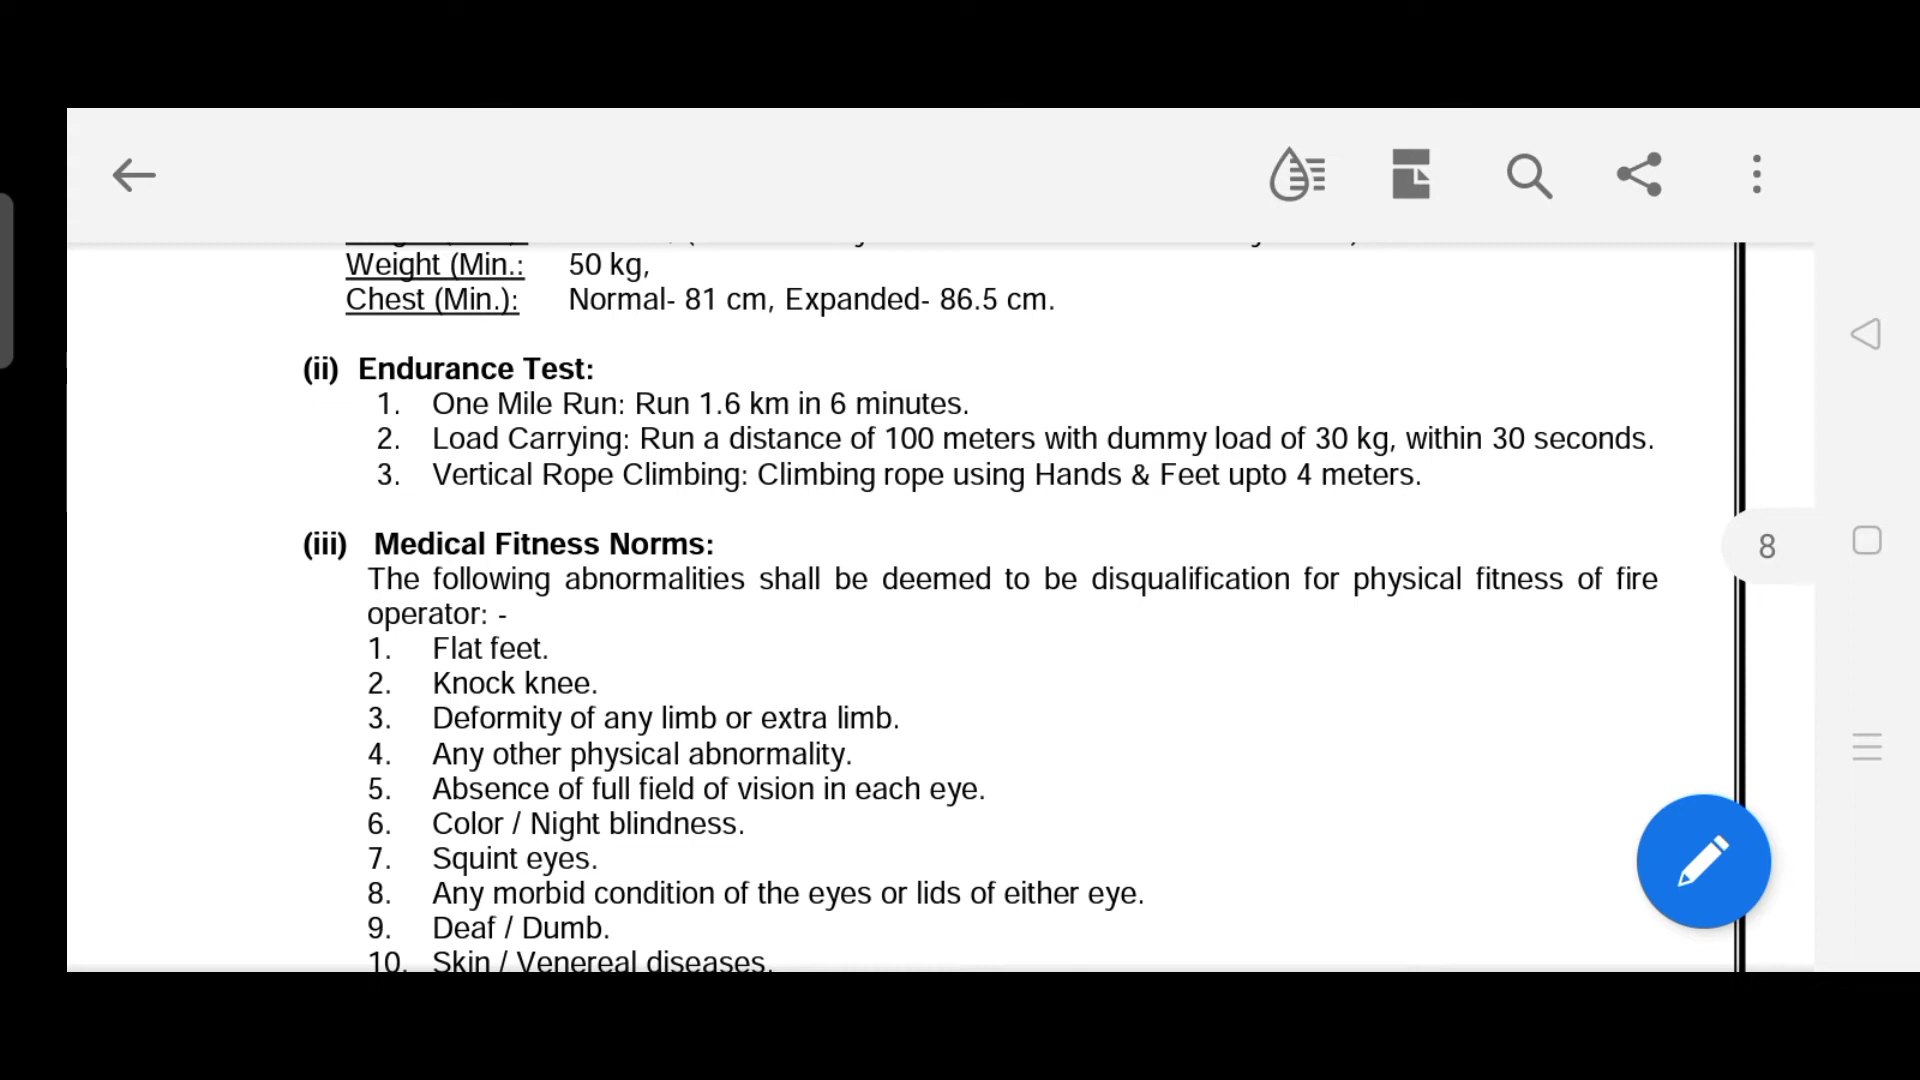 Weight (Min.: 50 kg,
Chest (Min.): Normal- 81 cm, Expanded- 86.5 cm.
(ii) Endurance Test:
1. One Mile Run: Run 1.6 km in 6 minutes.
2. Load Carrying: Run a distance of 100 meters with dummy load of 30 kg, within 30 seconds.
3. Vertical Rope Climbing: Climbing rope using Hands & Feet upto 4 meters.
(iii) Medical Fitness Norms:
The following abnormalities shall be deemed to be disqualification for physical fitness of fire
operator: -
1. Flat feet.
2. Knock knee.
3. Deformity of any limb or extra limb.
4. Any other physical abnormality.
5. Absence of full field of vision in each eye.
6. Color / Night blindness.
7. Squint eyes.
8. Any morbid condition of the eyes or lids of either eye.
9. Deaf / Dumb.
10. Skin / Venereal diseases.
8